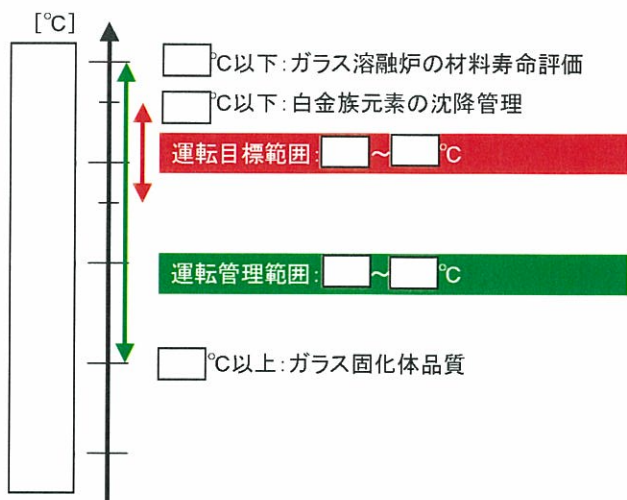 [℃]
℃以下:ガラス溶融炉の材料寿命評価
℃以下:白金族元素の沈降管理
運転目標範囲: ～ ℃
運転管理範囲: ～ ℃
℃以上:ガラス固化体品質